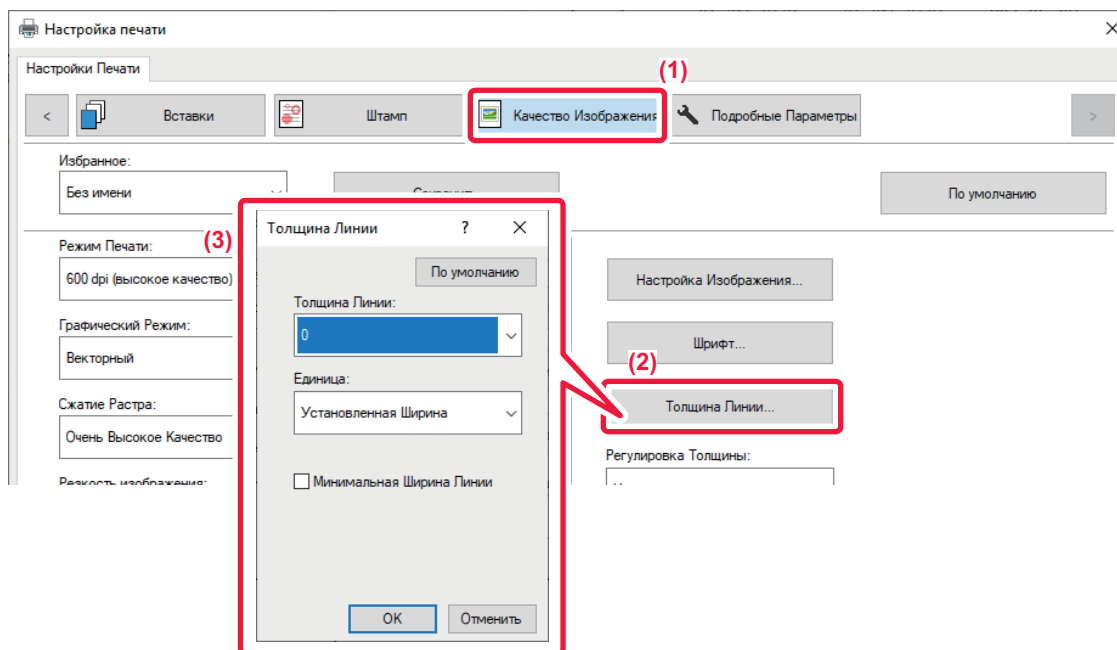 Настройка печати
Настройки Печати
(1)
<
Вставки
Штамп
Качество Изображения
Подробные Параметры
>
Избранное:
Без имени
По умолчанию
(3)
Толщина Линии
?
По умолчанию
Толщина Линии:
0
Единица:
Установленная Ширина
Минимальная Ширина Линии
OK
Отменить
Режим Печати:
600 dpi (высокое качество)
Графический Режим:
Векторный
Сжатие Растра:
Очень Высокое Качество
Резкость изображения:
Настройка Изображения...
Шрифт...
(2)
Толщина Линии...
Регулировка Толщины: